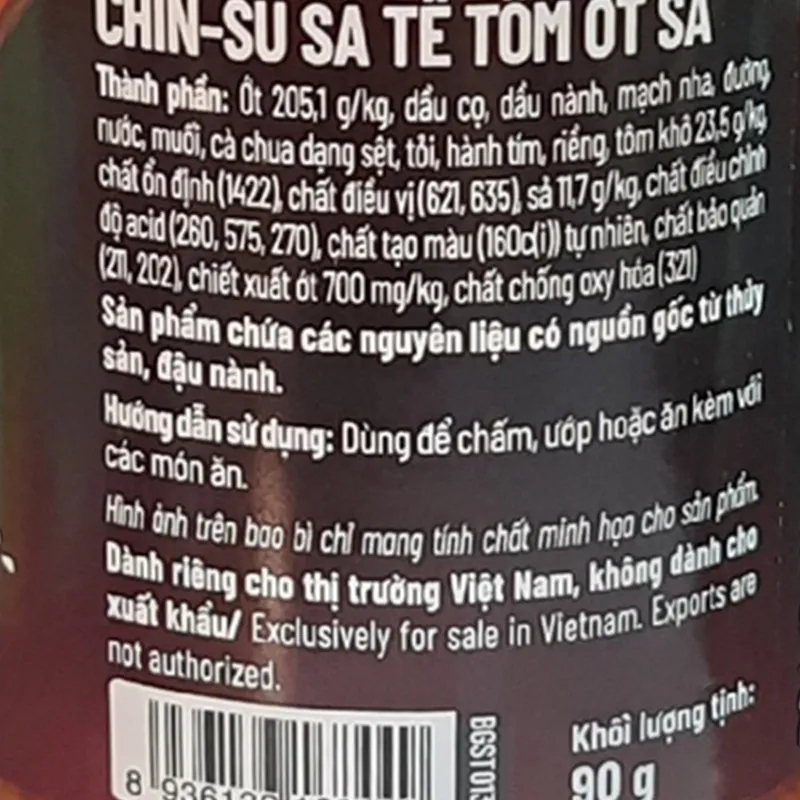 CHIN-SU SA TẾ TÔM ỚT SẢ
Thành phần: Ớt 205,1 g/kg, dầu cọ, dầu nành, mạch nha, đường,
nước, muối, cà chua dạng sệt, tỏi, hành tím, riềng, tôm khô 23,5 g/kg,
chất ổn định (1422), chất điều vị (621, 635), sả 11,7 g/kg, chất điều chỉnh
độ acid (260, 575, 270), chất tạo màu (160c(i)) tự nhiên, chất bảo quản
(211, 202), chiết xuất ớt 700 mg/kg, chất chống oxy hóa (321)
Sản phẩm chứa các nguyên liệu có nguồn gốc từ thủy
sản, đậu nành.
Hướng dẫn sử dụng: Dùng để chấm, ướp hoặc ăn kèm với
các món ăn.
Hình ảnh trên bao bì chỉ mang tính chất minh họa cho sản phẩm.
Dành riêng cho thị trường Việt Nam, không dành cho
xuất khẩu/ Exclusively for sale in Vietnam. Exports are
not authorized.
BGST013
Khối lượng tịnh:
90 g